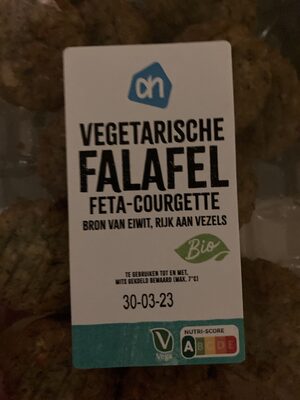 ah
VEGETARISCHE
FALAFEL
FETA-COURGETTE
BRON VAN EIWIT, RIJK AAN VEZELS
Bio
TE GEBRUIKEN TOT EN MET,
MITS GEKOELD BEWAARD (MAX. 7°C)
30-03-23
V
Vega
NUTRI-SCORE
A B C D E